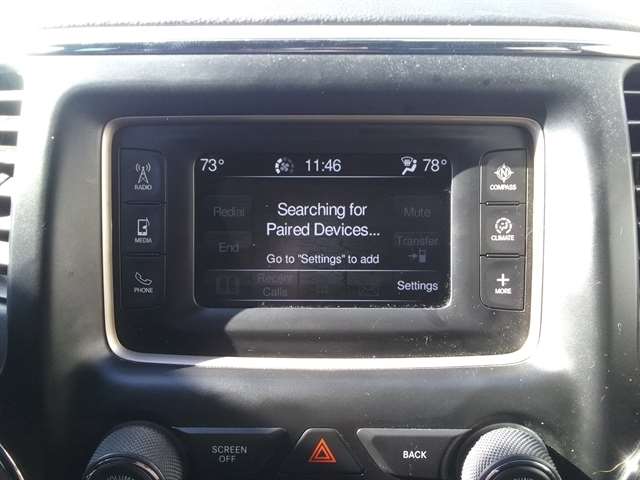 73° 11:46 78°
RADIO
MEDIA
PHONE
Redial
End
Searching for
Paired Devices...
Go to "Settings" to add
Mute
Transfer
Recent
Calls
Settings
N
COMPASS
CLIMATE
MORE
SCREEN
OFF
BACK